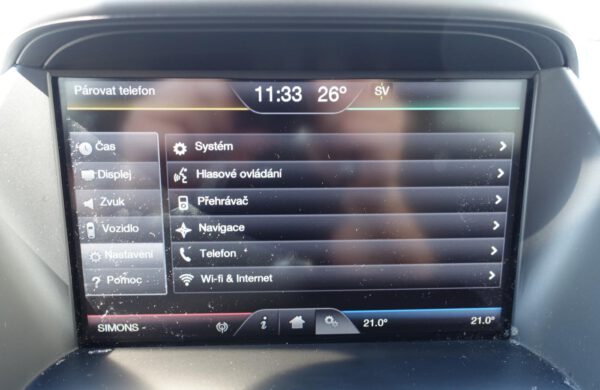 Párovat telefon
11:33 26° SV
Čas
Displej
Zvuk
Vozidlo
Nastavení
Pomoc
Systém
Hlasové ovládání
Přehrávač
Navigace
Telefon
Wi-fi & Internet
SIMONS -
21.0°
21.0°